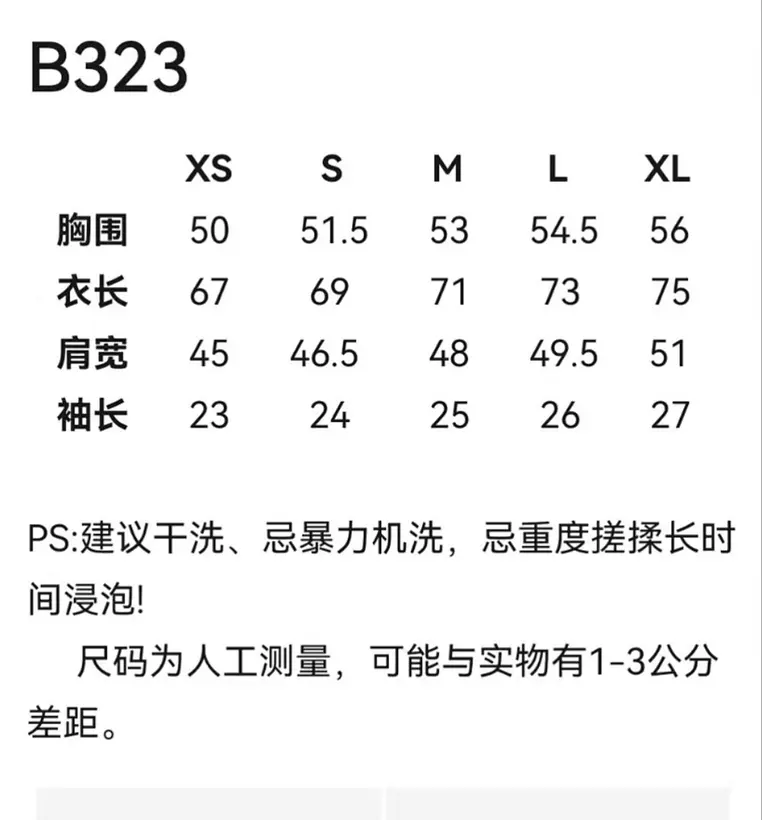 B323
XS S M L XL
胸围 50 51.5 53 54.5 56
衣长 67 69 71 73 75
肩宽 45 46.5 48 49.5 51
袖长 23 24 25 26 27
PS:建议干洗、忌暴力机洗，忌重度搓揉长时
间浸泡!
尺码为人工测量，可能与实物有1-3公分
差距。